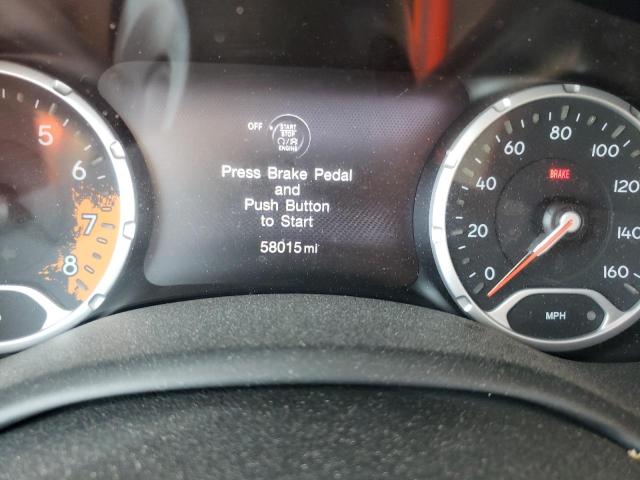 5
6
7
8
OFF
START
STOP
ENGINE
Press Brake Pedal
and
Push Button
to Start
58015 mi
0
20
40
60
80
100
120
140
160
BRAKE
MPH